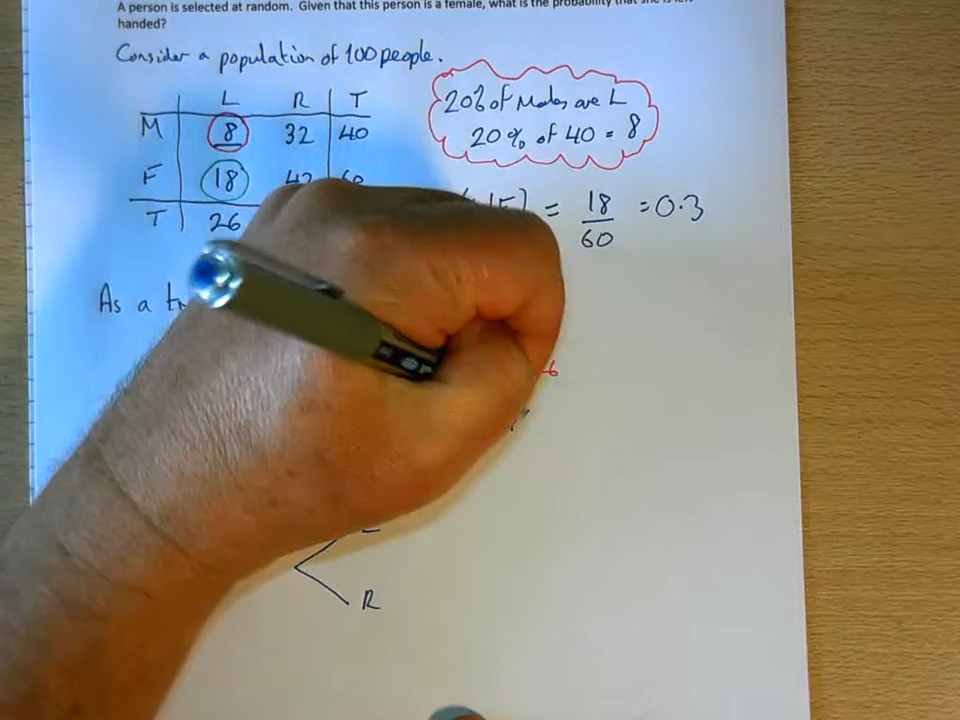 A person is selected at random. Given that this person is a female, what is the probability that she is left
handed?
Consider a population of 100 people.
L R T
M 8 32 40
F 18 42 60
T 26
20% of Males are L
20% of 40 = 8
F) = 18/60 = 0.3
As a
R